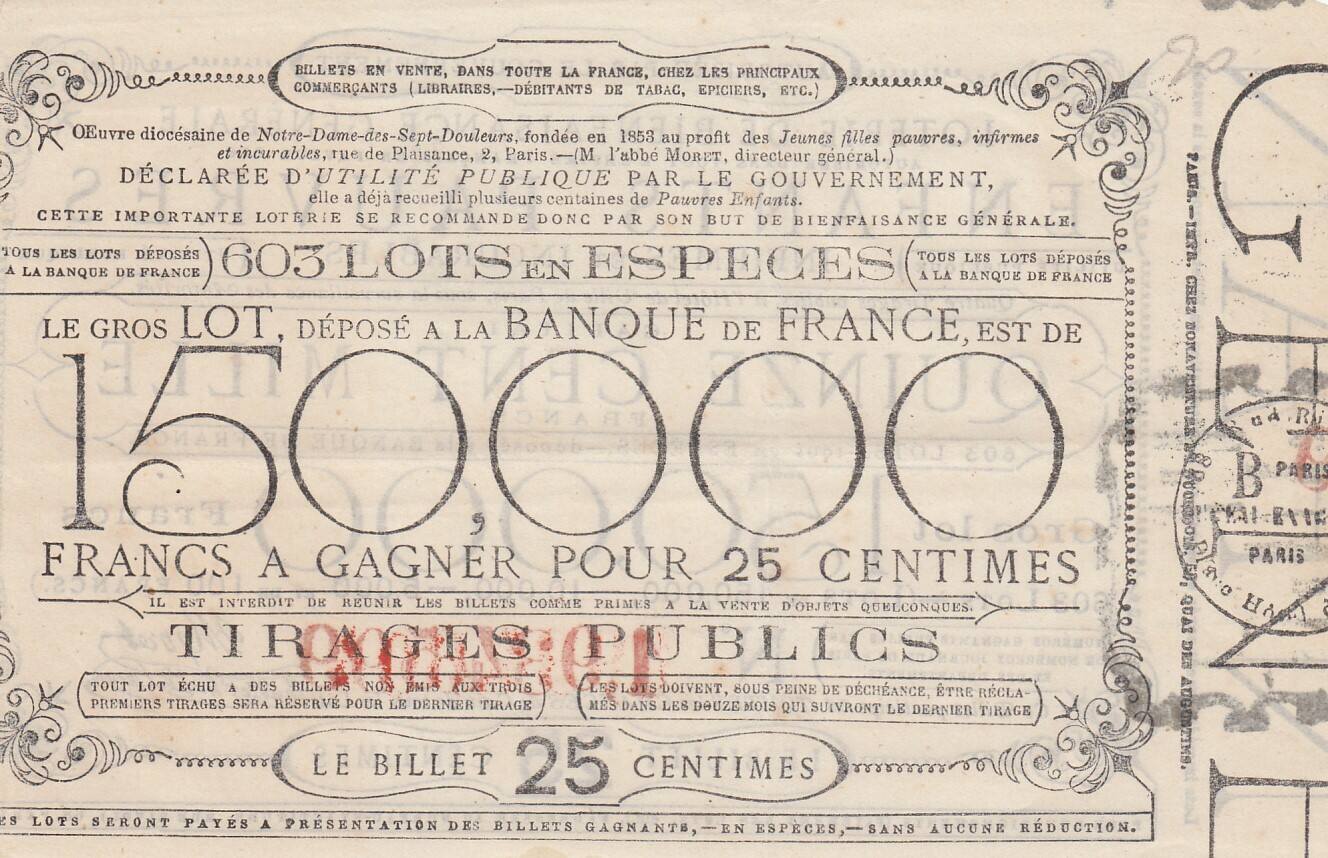 BILLETS EN VENTE, DANS TOUTE LA FRANCE, CHEZ LES PRINCIPAUX
COMMERÇANTS (LIBRAIRES,—DÉBITANTS DE TABAC, EPICIERS, ETC.)
OEuvre diocésaine de Notre-Dame-des-Sept-Douleurs, fondée en 1853 au profit des Jeunes filles pauvres, infirmes
et incurables, rue de Plaisance, 2, Paris.—(M l'abbé MORET, directeur général.)
DÉCLARÉE D'UTILITÉ PUBLIQUE PAR LE GOUVERNEMENT,
elle a déjà recueilli plusieurs centaines de Pauvres Enfants.
CETTE IMPORTANTE LOTERIE SE RECOMMANDE DONC PAR SON BUT DE BIENFAISANCE GÉNÉRALE.
TOUS LES LOTS DÉPOSÉS
A LA BANQUE DE FRANCE
603 LOTS EN ESPECES
TOUS LES LOTS DÉPOSÉS
A LA BANQUE DE FRANCE
LE GROS LOT, DÉPOSÉ A LA BANQUE DE FRANCE, EST DE
150,000
FRANCS A GAGNER POUR 25 CENTIMES
IL EST INTERDIT DE REUNIR LES BILLETS COMME PRIMES A LA VENTE D'OBJETS QUELCONQUES.
TIRAGES PUBLICS
TOUT LOT ÉCHU A DES BILLETS NON EMIS AUX TROIS
PREMIERS TIRAGES SERA RÉSERVÉ POUR LE DERNIER TIRAGE
LES LOTS DOIVENT, SOUS PEINE DE DÉCHÉANCE, ÊTRE RÉCLA-
MÉS DANS LES DOUZE MOIS QUI SUIVRONT LE DERNIER TIRAGE
LE BILLET 25 CENTIMES
LES LOTS SERONT PAYÉS A PRÉSENTATION DES BILLETS GAGNANTS,—EN ESPÈCES,—SANS AUCUNE RÉDUCTION.
PARIS.—IMPR. CHEZ BONAVENTURE QUAI DES AUGUSTINS,
B PARIS
PARIS